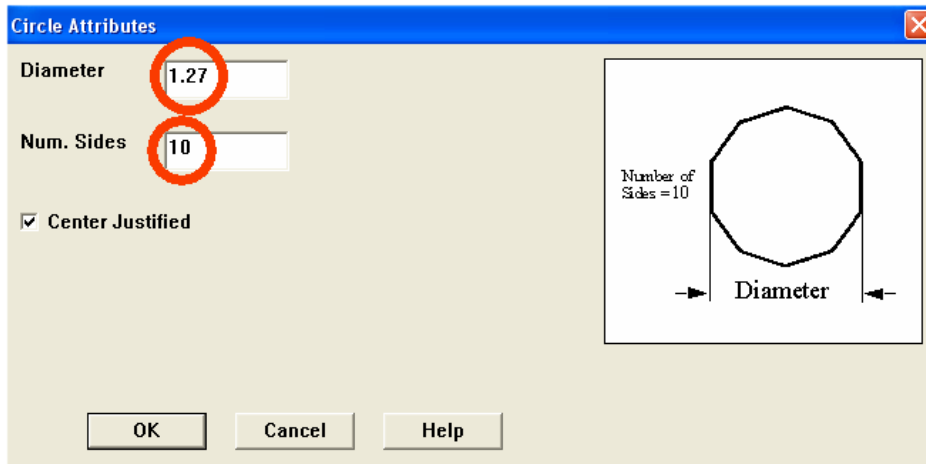 Circle Attributes
Diameter 1.27
Num. Sides 10
Center Justified
Number of
Sides = 10
Diameter
OK Cancel Help